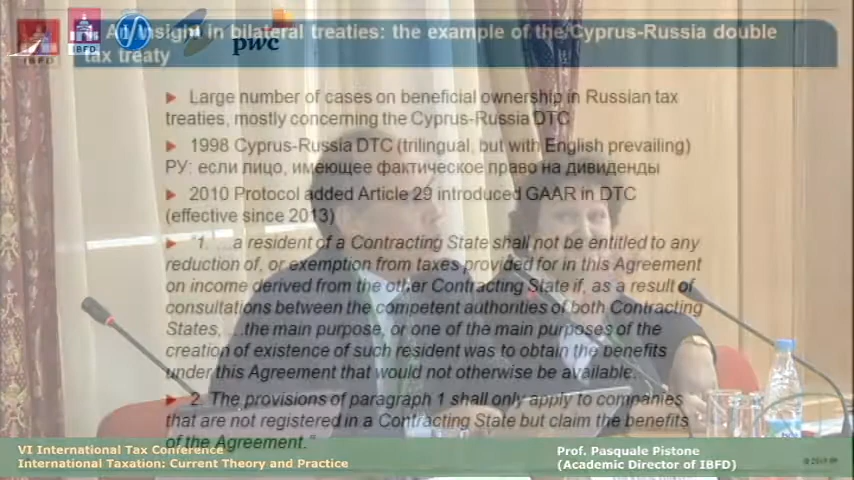 An insight in bilateral treaties: the example of the Cyprus-Russia double
tax treaty
IBFD
IBFD
pwc
Large number of cases on beneficial ownership in Russian tax
treaties, mostly concerning the Cyprus-Russia DTC
1998 Cyprus-Russia DTC (trilingual, but with English prevailing)
РУ: если лицо, имеющее фактическое право на дивиденды
2010 Protocol added Article 29 introduced GAAR in DTC
(effective since 2013)
"1. ...a resident of a Contracting State shall not be entitled to any
reduction of, or exemption from taxes provided for in this Agreement
on income derived from the other Contracting State if, as a result of
consultations between the competent authorities of both Contracting
States, ...the main purpose, or one of the main purposes of the
creation of existence of such resident was to obtain the benefits
under this Agreement that would not otherwise be available.
2. The provisions of paragraph 1 shall only apply to companies
that are not registered in a Contracting State but claim the benefits
of the Agreement."
VI International Tax Conference
International Taxation: Current Theory and Practice
Prof. Pasquale Pistone
(Academic Director of IBFD)